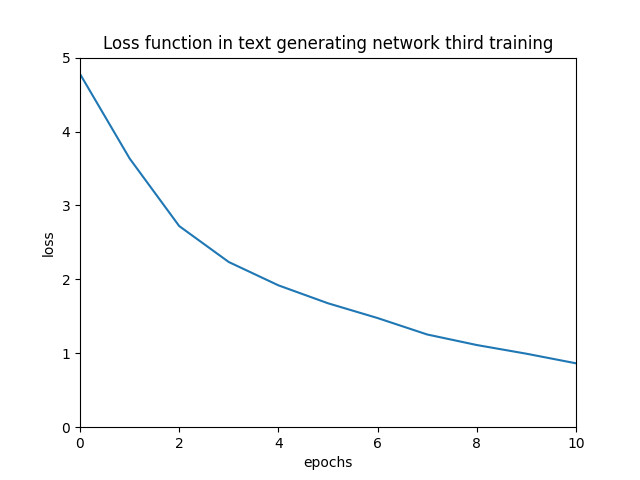 Loss function in text generating network third training
5
4
3
2
1
0
loss
0 2 4 6 8 10
epochs